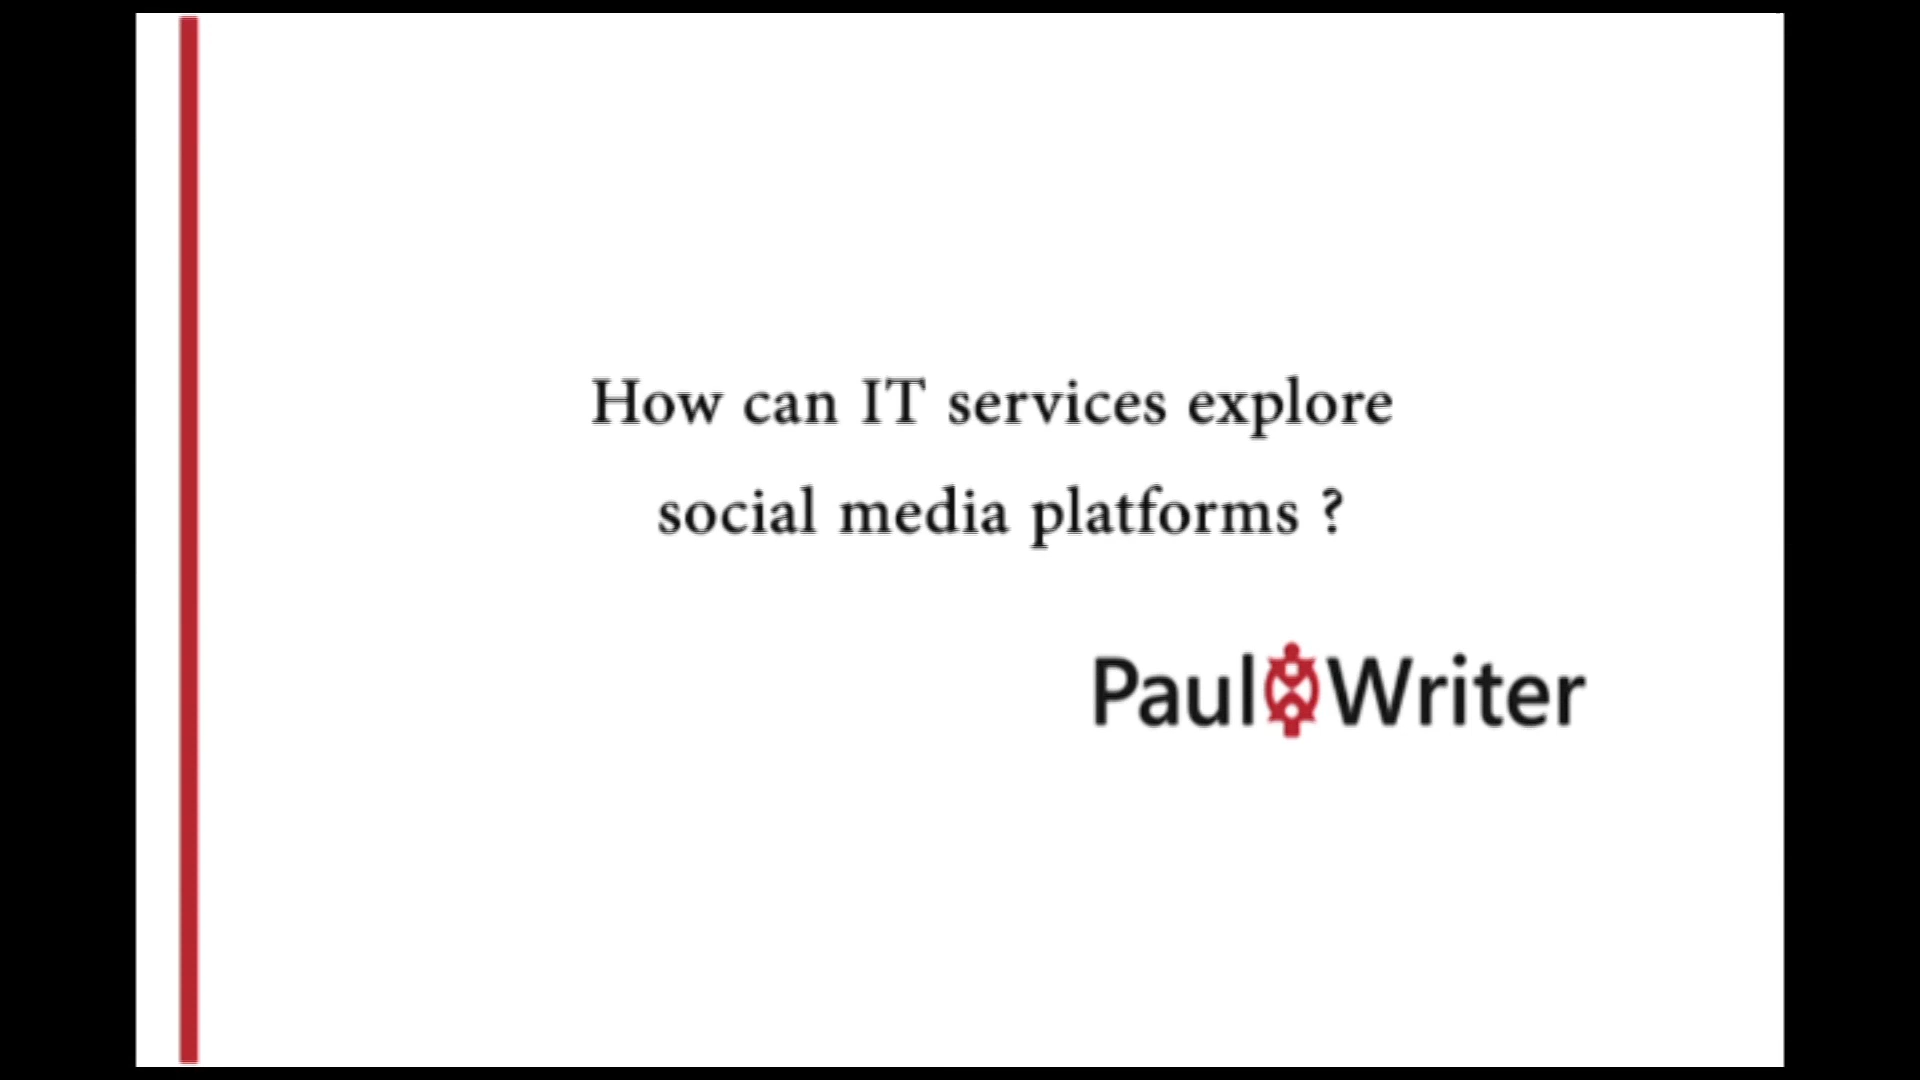 How can IT services explore
social media platforms ?
Paul Writer